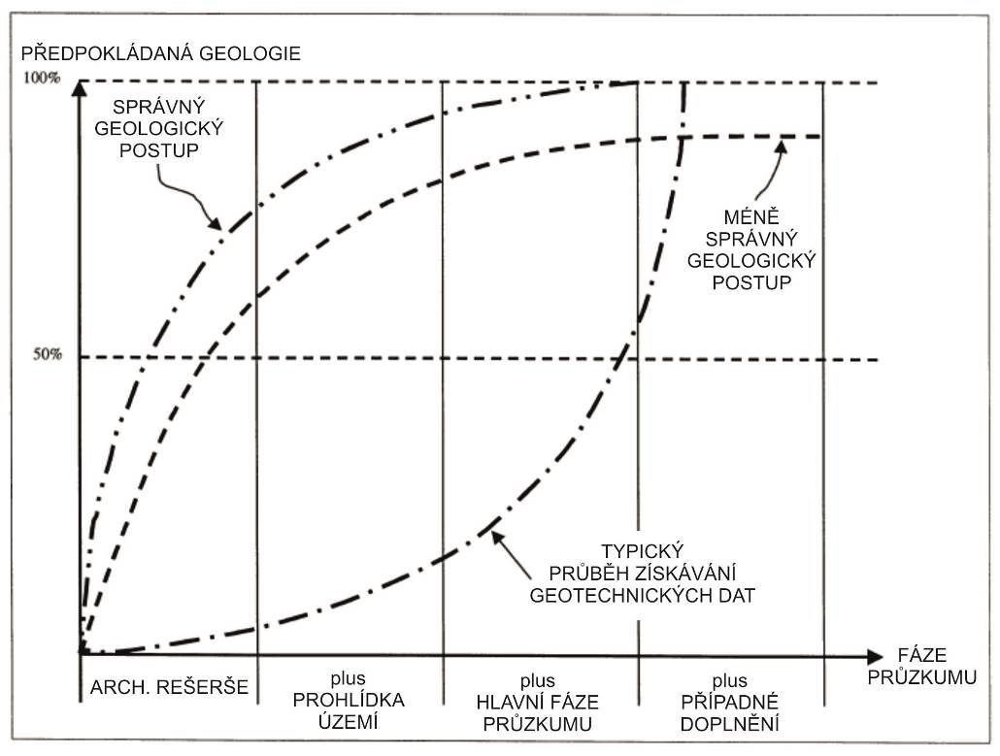 PŘEDPOKLÁDANÁ GEOLOGIE
100%
SPRÁVNÝ
GEOLOGICKÝ
POSTUP
MÉNĚ
SPRÁVNÝ
GEOLOGICKÝ
POSTUP
50%
TYPICKÝ
PRŮBĚH ZÍSKÁVÁNÍ
GEOTECHNICKÝCH DAT
FÁZE
PRŮZKUMU
ARCH. REŠERŠE
plus
PROHLÍDKA
ÚZEMÍ
plus
HLAVNÍ FÁZE
PRŮZKUMU
plus
PŘÍPADNÉ
DOPLNĚNÍ